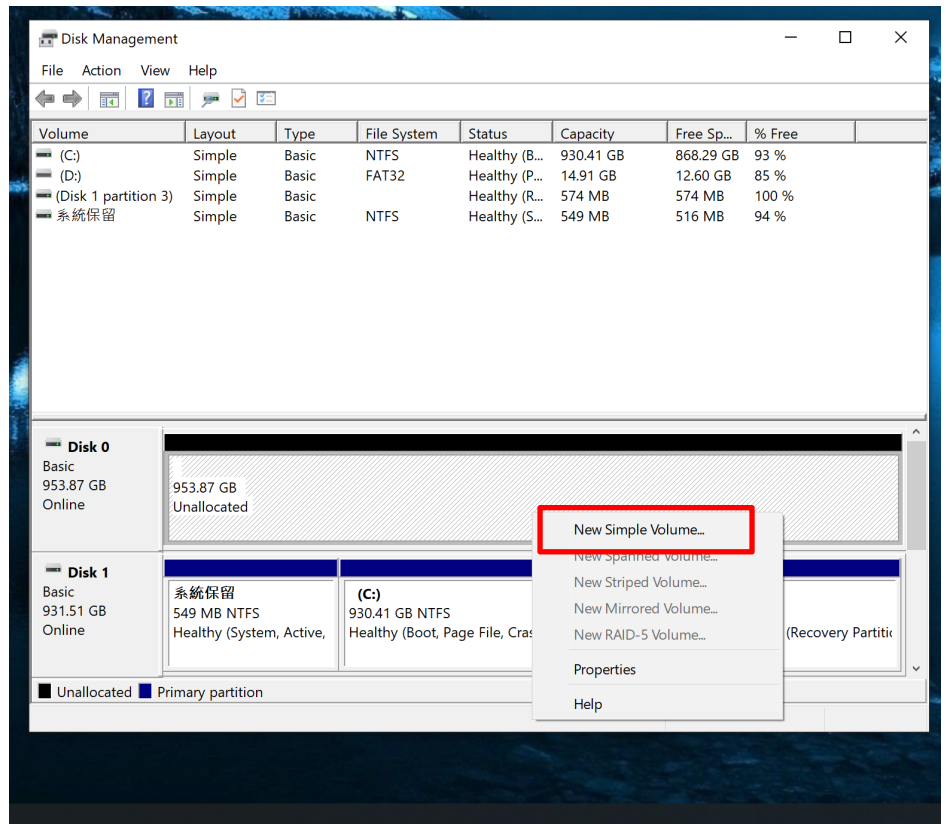 Disk Management
File Action View Help
Volume Layout Type File System Status Capacity Free Sp... % Free
(C:) Simple Basic NTFS Healthy (B... 930.41 GB 868.29 GB 93 %
(D:) Simple Basic FAT32 Healthy (P... 14.91 GB 12.60 GB 85 %
(Disk 1 partition 3) Simple Basic Healthy (R... 574 MB 574 MB 100 %
系統保留 Simple Basic NTFS Healthy (S... 549 MB 516 MB 94 %
Disk 0
Basic
953.87 GB
Online
953.87 GB
Unallocated
New Simple Volume...
New Spanned Volume...
New Striped Volume...
New Mirrored Volume...
New RAID-5 Volume...
Properties
Help
Disk 1
Basic
931.51 GB
Online
系統保留
549 MB NTFS
Healthy (System, Active,
(C:)
930.41 GB NTFS
Healthy (Boot, Page File, Cras
(Recovery Partitic
Unallocated Primary partition